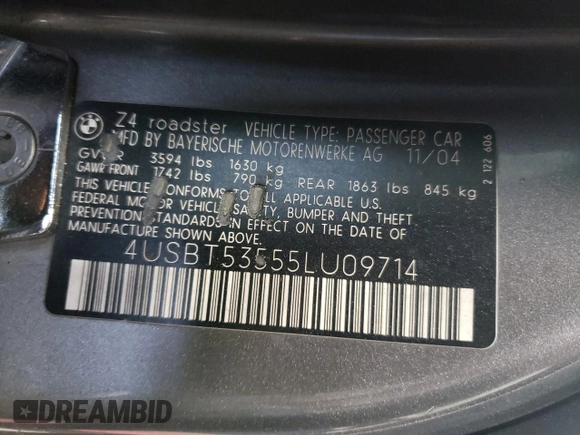 BMW
Z4 roadster VEHICLE TYPE: PASSENGER CAR
MFD BY BAYERISCHE MOTORENWERKE AG 11/04
GVWR 3594 lbs 1630 kg
GAWR FRONT 1742 lbs 790 kg REAR 1863 lbs 845 kg
THIS VEHICLE CONFORMS TO ALL APPLICABLE U.S.
FEDERAL MOTOR VEHICLE SAFETY, BUMPER AND THEFT
PREVENTION STANDARDS IN EFFECT ON THE DATE OF
MANUFACTURE SHOWN ABOVE.
4USBT53555LU09714
2 122 606
DREAMBID